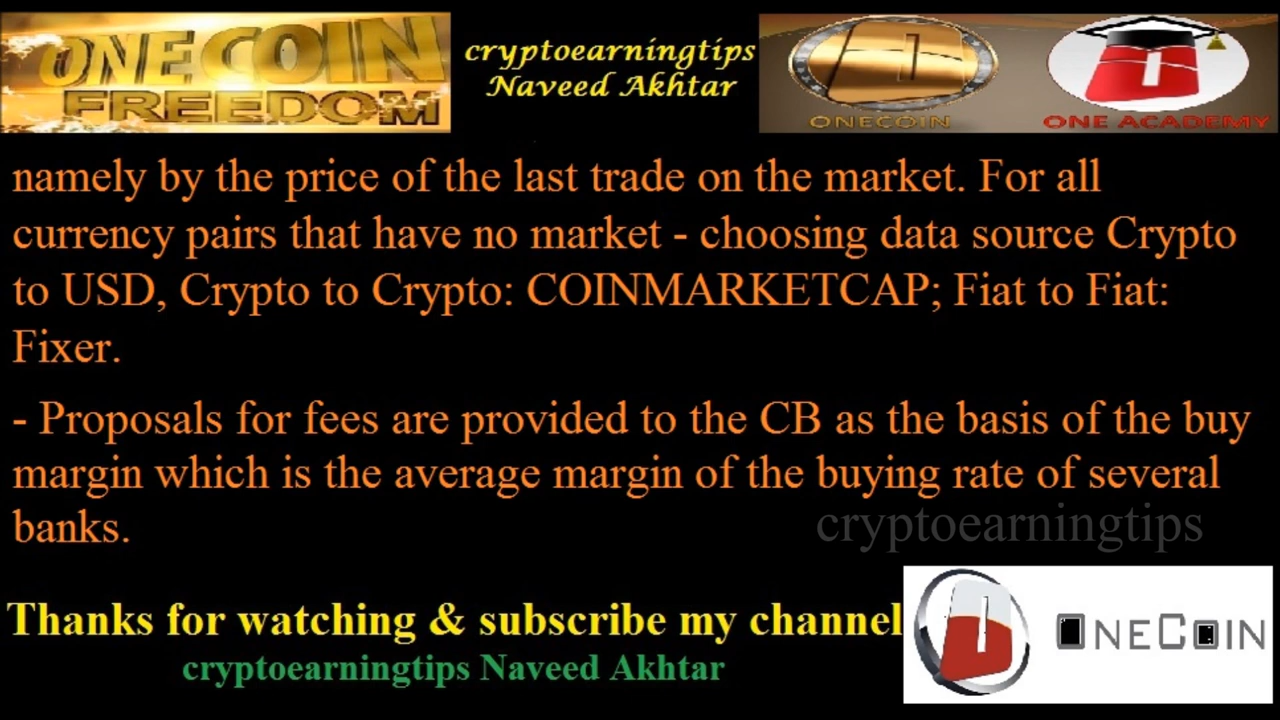 ONECOIN
FREEDOM
cryptoearningtips
Naveed Akhtar
ONECOIN
ONE ACADEMY
namely by the price of the last trade on the market. For all
currency pairs that have no market - choosing data source Crypto
to USD, Crypto to Crypto: COINMARKETCAP; Fiat to Fiat:
Fixer.
- Proposals for fees are provided to the CB as the basis of the buy
margin which is the average margin of the buying rate of several
banks.
cryptoearningtips
Thanks for watching & subscribe my channel
cryptoearningtips Naveed Akhtar
ONECOIN